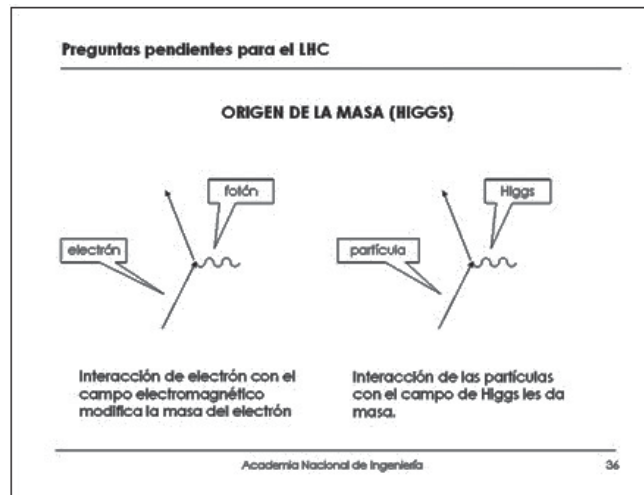 Preguntas pendientes para el LHC
ORIGEN DE LA MASA (HIGGS)
fotón
electrón
Higgs
partícula
Interacción de electrón con el
campo electromagnético
modifica la masa del electrón
Interacción de las partículas
con el campo de Higgs les da
masa.
Academia Nacional de Ingeniería
36